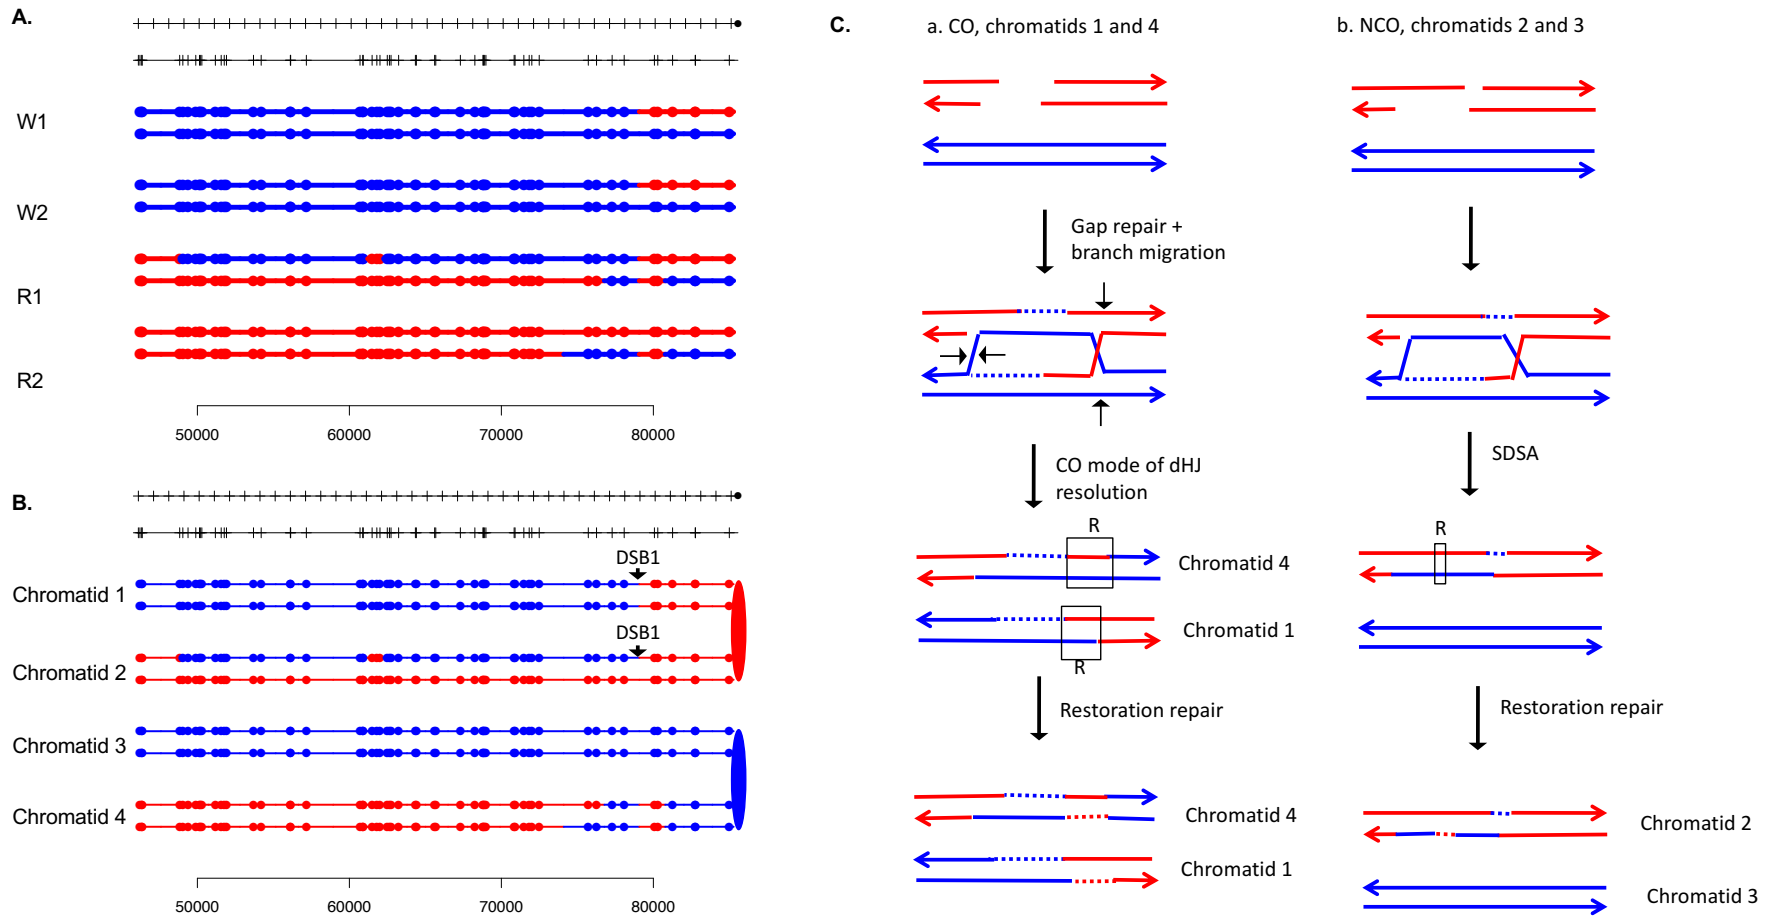 A.
W1
W2
R1
R2
50000 60000 70000 80000
B.
DSB1
Chromatid 1
DSB1
Chromatid 2
Chromatid 3
Chromatid 4
50000 60000 70000 80000
C.
a. CO, chromatids 1 and 4
Gap repair +
branch migration
CO mode of dHJ
resolution
R
Chromatid 4
Chromatid 1
R
Restoration repair
Chromatid 4
Chromatid 1
b. NCO, chromatids 2 and 3
SDSA
R
Restoration repair
Chromatid 2
Chromatid 3